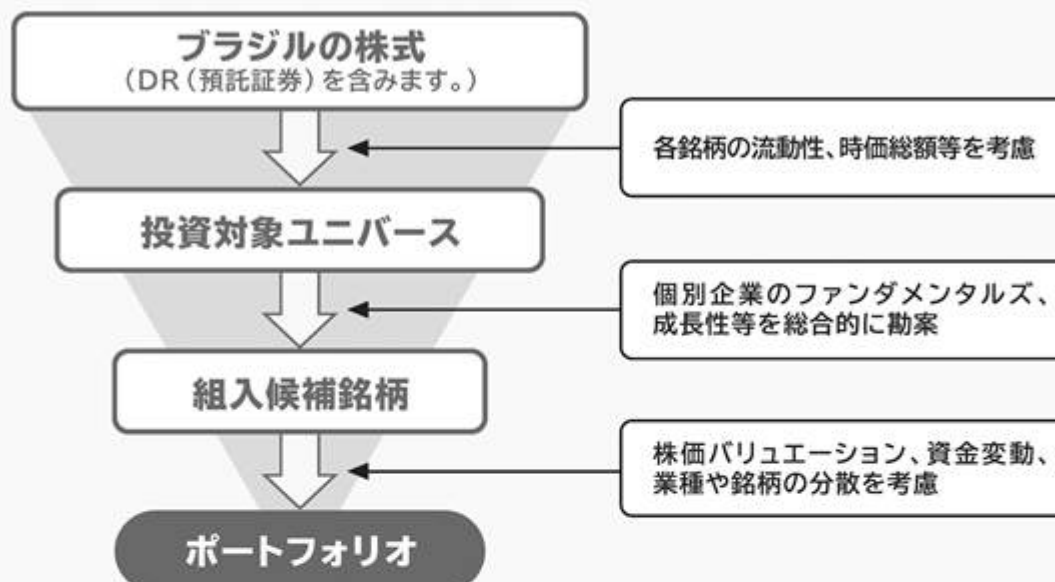 ブラジルの株式
（DR（預託証券）を含みます。）
各銘柄の流動性、時価総額等を考慮
投資対象ユニバース
個別企業のファンダメンタルズ、
成長性等を総合的に勘案
組入候補銘柄
株価バリュエーション、資金変動、
業種や銘柄の分散を考慮
ポートフォリオ